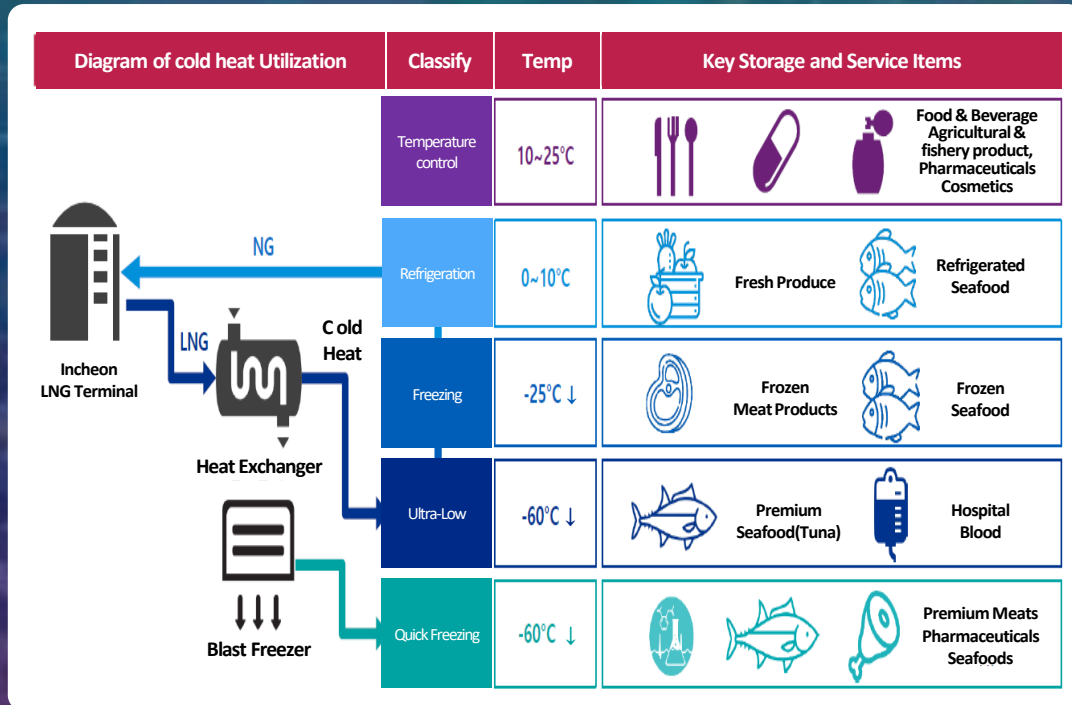 Diagram of cold heat Utilization
Classify
Temp
Key Storage and Service Items
Temperature
control
10~25°C
Food & Beverage
Agricultural &
fishery product,
Pharmaceuticals
Cosmetics
NG
Refrigeration
0~10°C
Fresh Produce
Refrigerated
Seafood
Incheon
LNG Terminal
LNG
C old
Heat
Heat Exchanger
Freezing
-25°C ↓
Frozen
Meat Products
Frozen
Seafood
Ultra-Low
-60°C ↓
Premium
Seafood(Tuna)
Hospital
Blood
Blast Freezer
Quick Freezing
-60°C ↓
Premium Meats
Pharmaceuticals
Seafoods